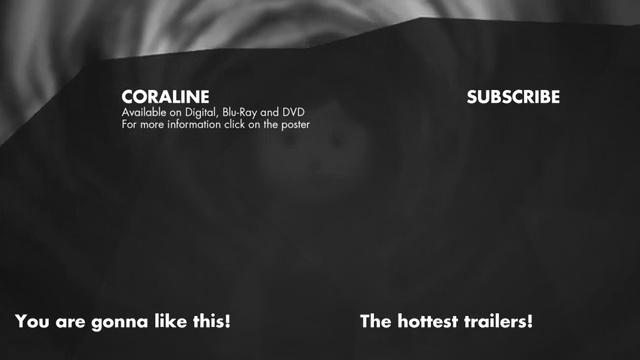 CORALINE
Available on Digital, Blu-Ray and DVD
For more information click on the poster
SUBSCRIBE
You are gonna like this!
The hottest trailers!